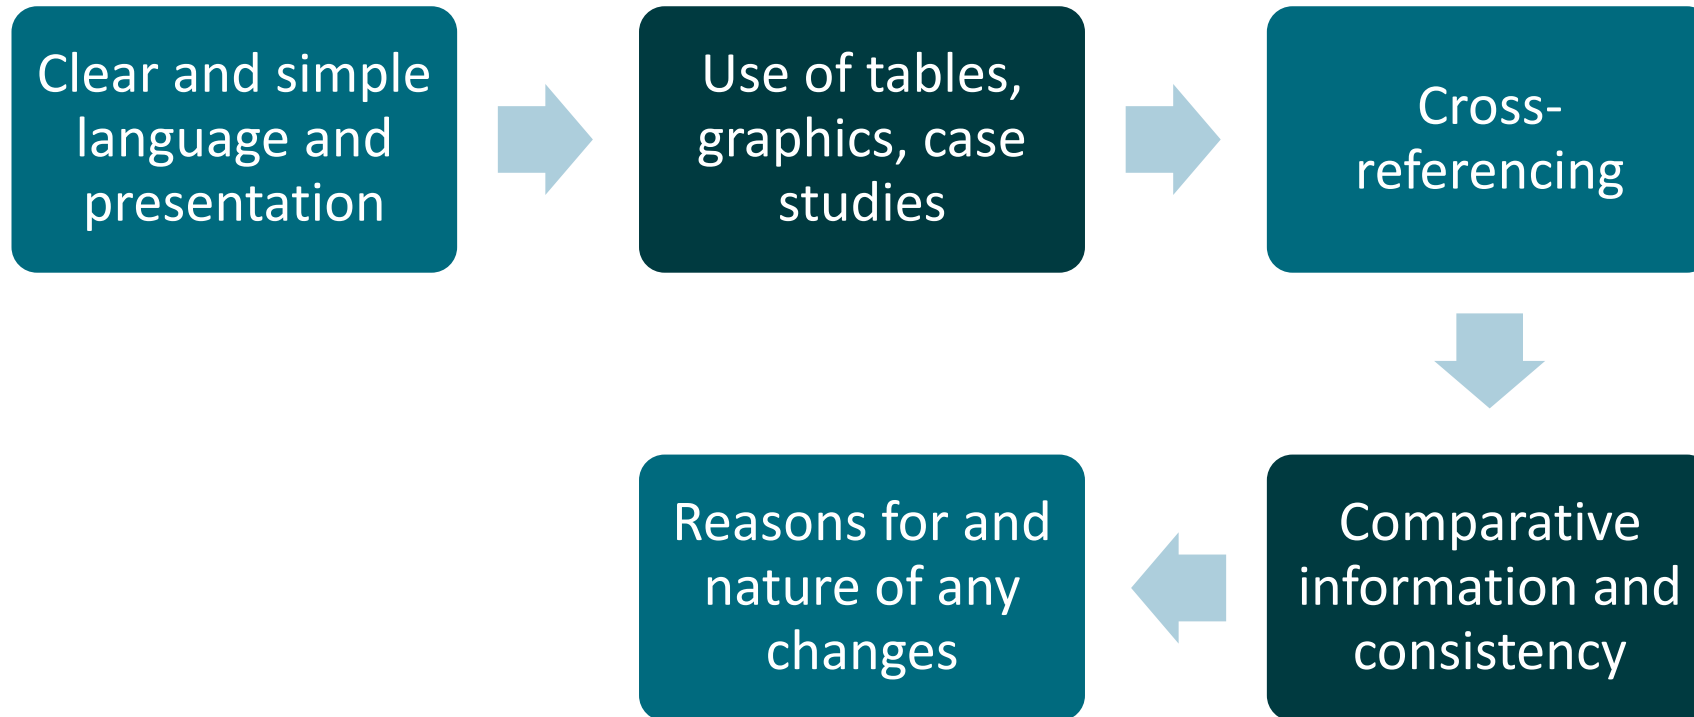 Clear and simple
language and
presentation
Use of tables,
graphics, case
studies
Cross-
referencing
Comparative
information and
consistency
Reasons for and
nature of any
changes